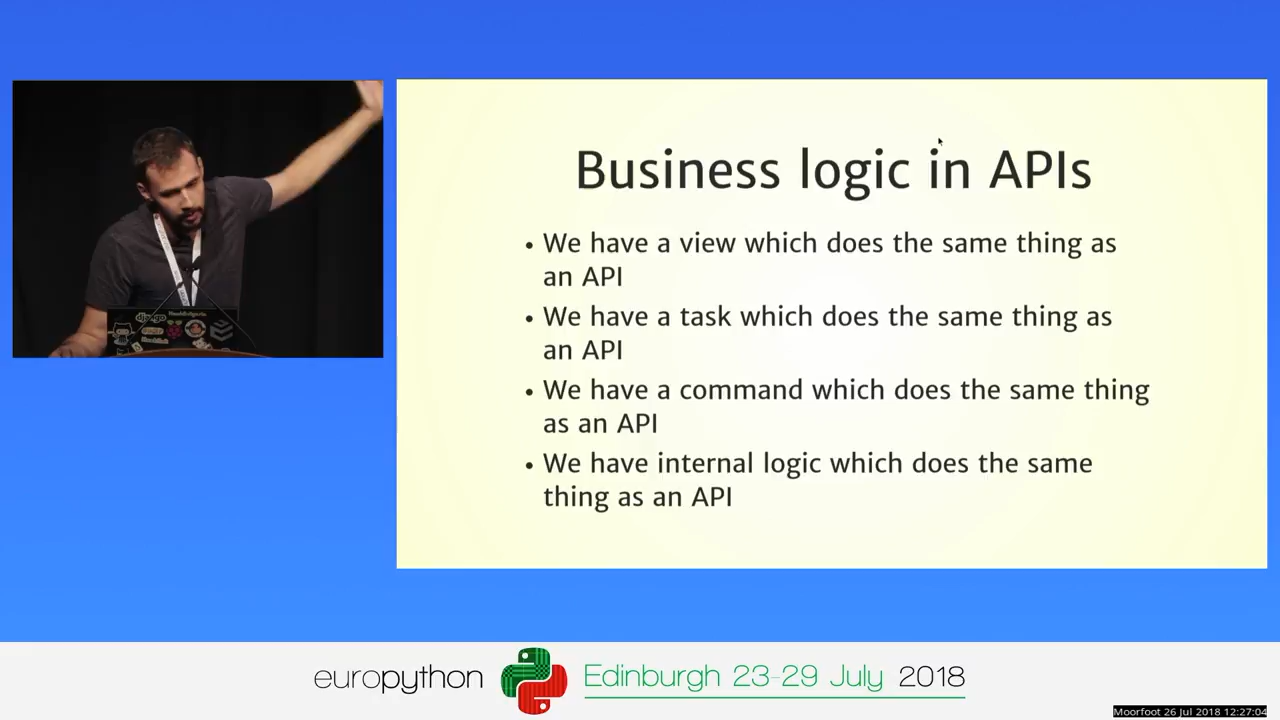 Business logic in APIs
• We have a view which does the same thing as
an API
• We have a task which does the same thing as
an API
• We have a command which does the same thing
as an API
• We have internal logic which does the same
thing as an API
django
europython
Edinburgh 23-29 July 2018
Moorfoot 26 Jul 2018 12:27:04